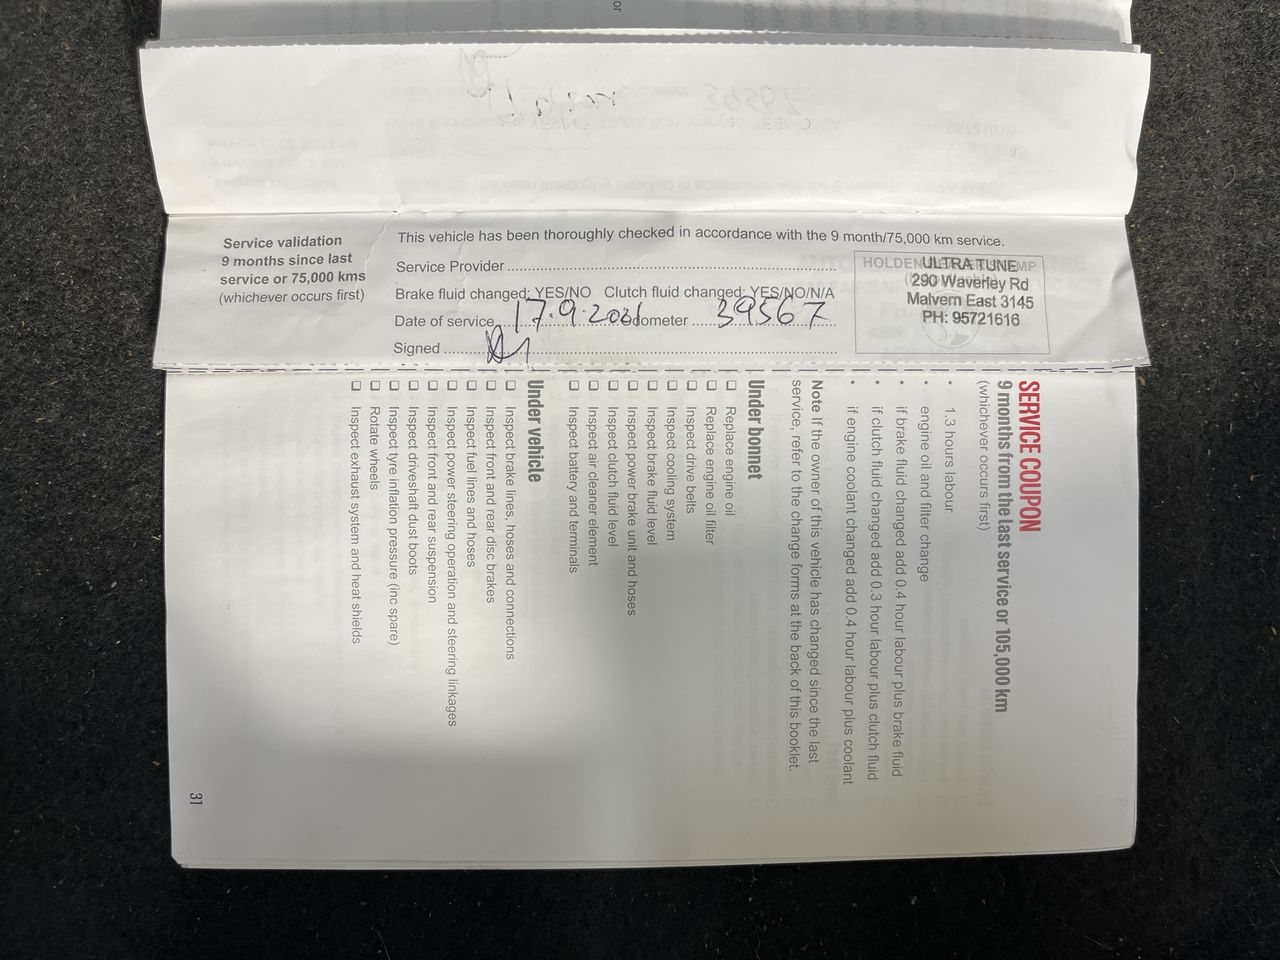 or
Service validation
9 months since last
service or 75,000 kms
(whichever occurs first)
This vehicle has been thoroughly checked in accordance with the 9 month/75,000 km service.
Service Provider
Brake fluid changed: YES/NO Clutch fluid changed: YES/NO/N/A
Date of service 17.9.2021 Odometer 39567
Signed
HOLDEN
ULTRA TUNE
290 Waverley Rd
Malvern East 3145
PH: 95721616
SERVICE COUPON
9 months from the last service or 105,000 km
(whichever occurs first)
• 1.3 hours labour
• engine oil and filter change
• if brake fluid changed add 0.4 hour labour plus brake fluid
• if clutch fluid changed add 0.3 hour labour plus clutch fluid
• if engine coolant changed add 0.4 hour labour plus coolant
Note If the owner of this vehicle has changed since the last
service, refer to the change forms at the back of this booklet.
Under bonnet
❑ Replace engine oil
❑ Replace engine oil filter
❑ Inspect drive belts
❑ Inspect cooling system
❑ Inspect brake fluid level
❑ Inspect power brake unit and hoses
❑ Inspect clutch fluid level
❑ Inspect air cleaner element
❑ Inspect battery and terminals
Under vehicle
❑ Inspect brake lines, hoses and connections
❑ Inspect front and rear disc brakes
❑ Inspect fuel lines and hoses
❑ Inspect power steering operation and steering linkages
❑ Inspect front and rear suspension
❑ Inspect driveshaft dust boots
❑ Inspect tyre inflation pressure (inc spare)
❑ Rotate wheels
❑ Inspect exhaust system and heat shields
31